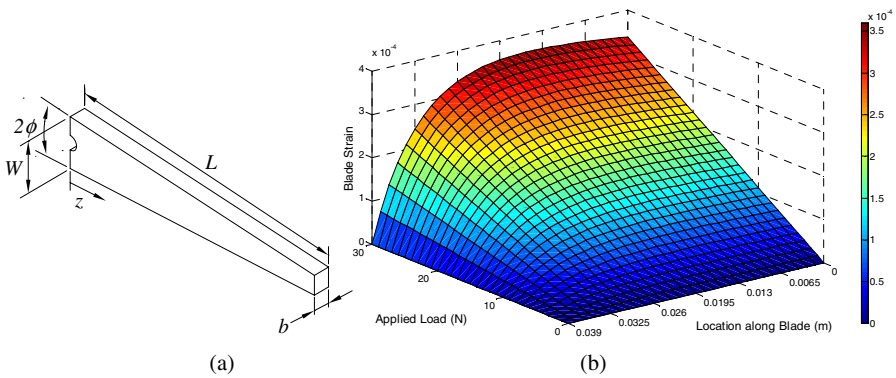 2ϕ
W
z
L
b
(a)
x 10⁻⁴
4
3
2
1
0
Blade Strain
30
20
10
0
Applied Load (N)
0.039
0.0325
0.026
0.0195
0.013
0.0065
0
Location along Blade (m)
(b)
x 10⁻⁴
3.5
3
2.5
2
1.5
1
0.5
0